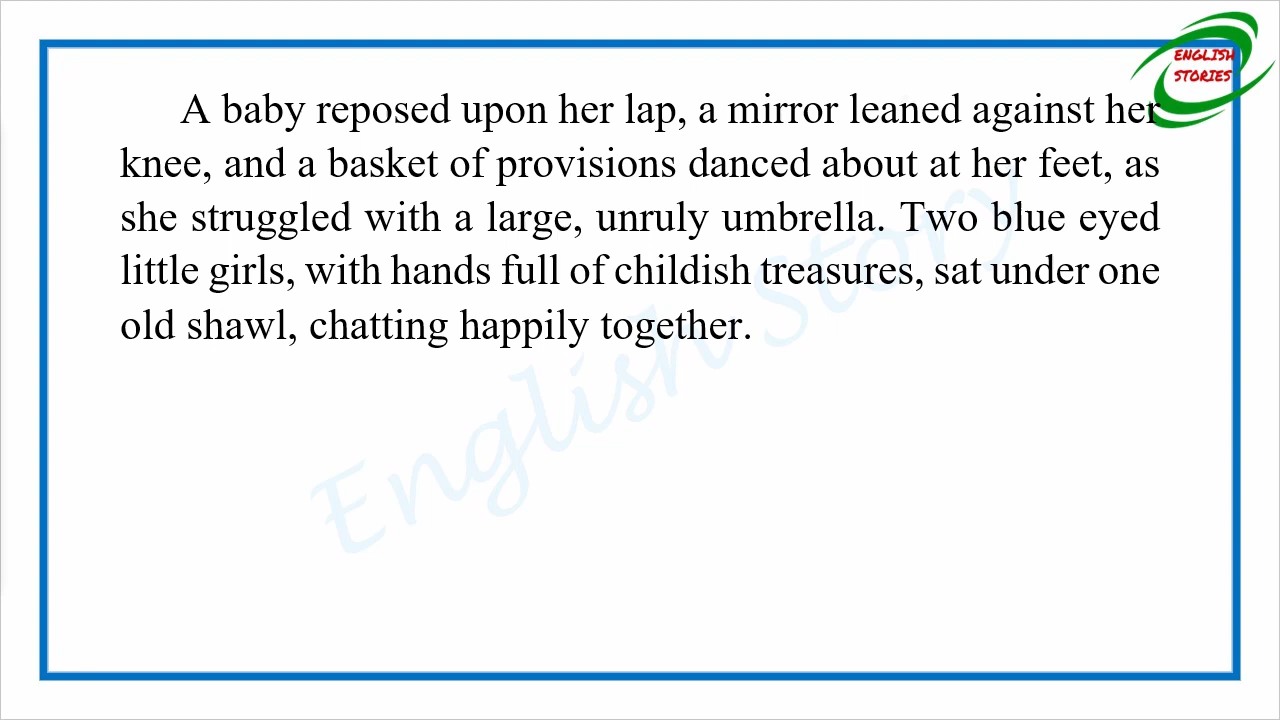 ENGLISH
STORIES
A baby reposed upon her lap, a mirror leaned against her
knee, and a basket of provisions danced about at her feet, as
she struggled with a large, unruly umbrella. Two blue eyed
little girls, with hands full of childish treasures, sat under one
old shawl, chatting happily together.
English Story